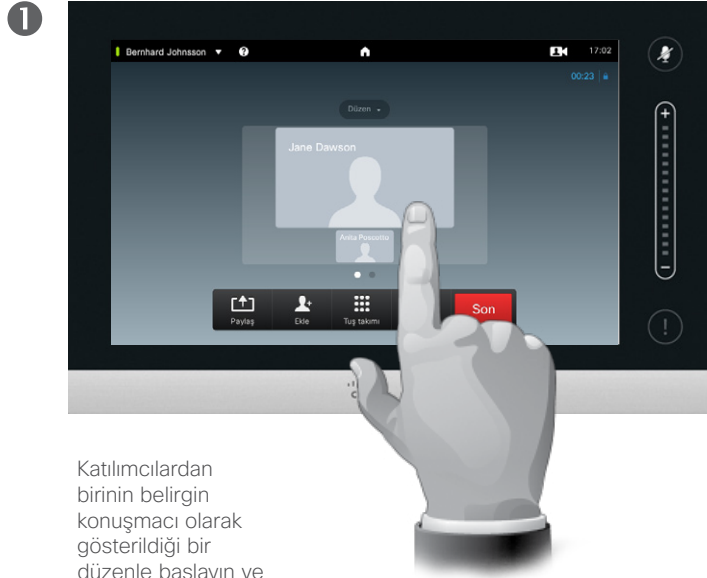 1
Bernhard Johnsson
?
17:02
00:23
Düzen
Jane Dawson
Anita Puscottu
Paylaş
Ekle
Tuş takımı
Son
+
−
!
Katılımcılardan
birinin belirgin
konuşmacı olarak
gösterildiği bir
düzenle başlayın ve